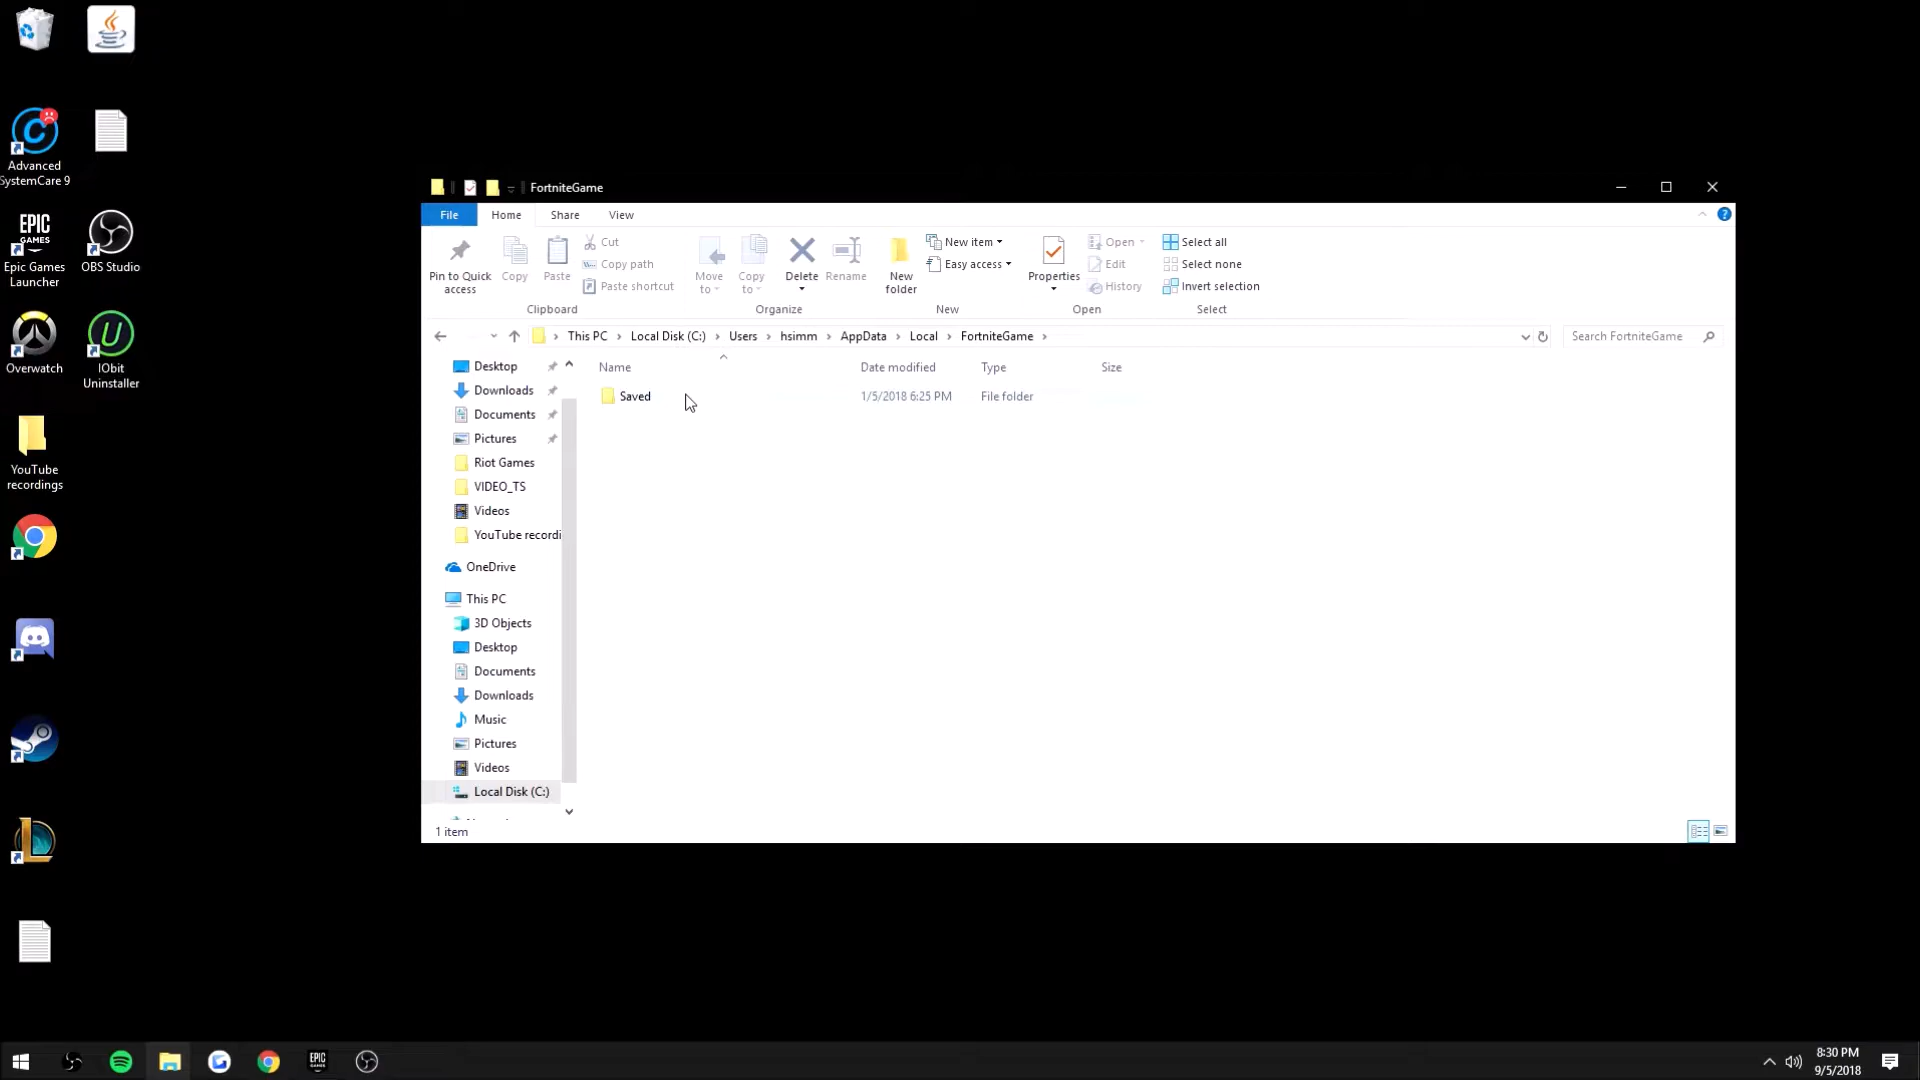 Advanced
SystemCare 9
EPIC
GAMES
Epic Games
Launcher
OBS Studio
Overwatch
IObit
Uninstaller
YouTube
recordings
FortniteGame
File Home Share View
Pin to Quick
access
Copy
Paste
Cut
Copy path
Paste shortcut
Clipboard
Move
to
Copy
to
Delete
Rename
Organize
New
folder
New item
Easy access
New
Properties
Open
Edit
History
Open
Select all
Select none
Invert selection
Select
This PC > Local Disk (C:) > Users > hsimm > AppData > Local > FortniteGame >
Search FortniteGame
Name Date modified Type Size
Saved 1/5/2018 6:25 PM File folder
Desktop
Downloads
Documents
Pictures
Riot Games
VIDEO_TS
Videos
YouTube recordi
OneDrive
This PC
3D Objects
Desktop
Documents
Downloads
Music
Pictures
Videos
Local Disk (C:)
1 item
EPIC
GAMES
8:30 PM
9/5/2018